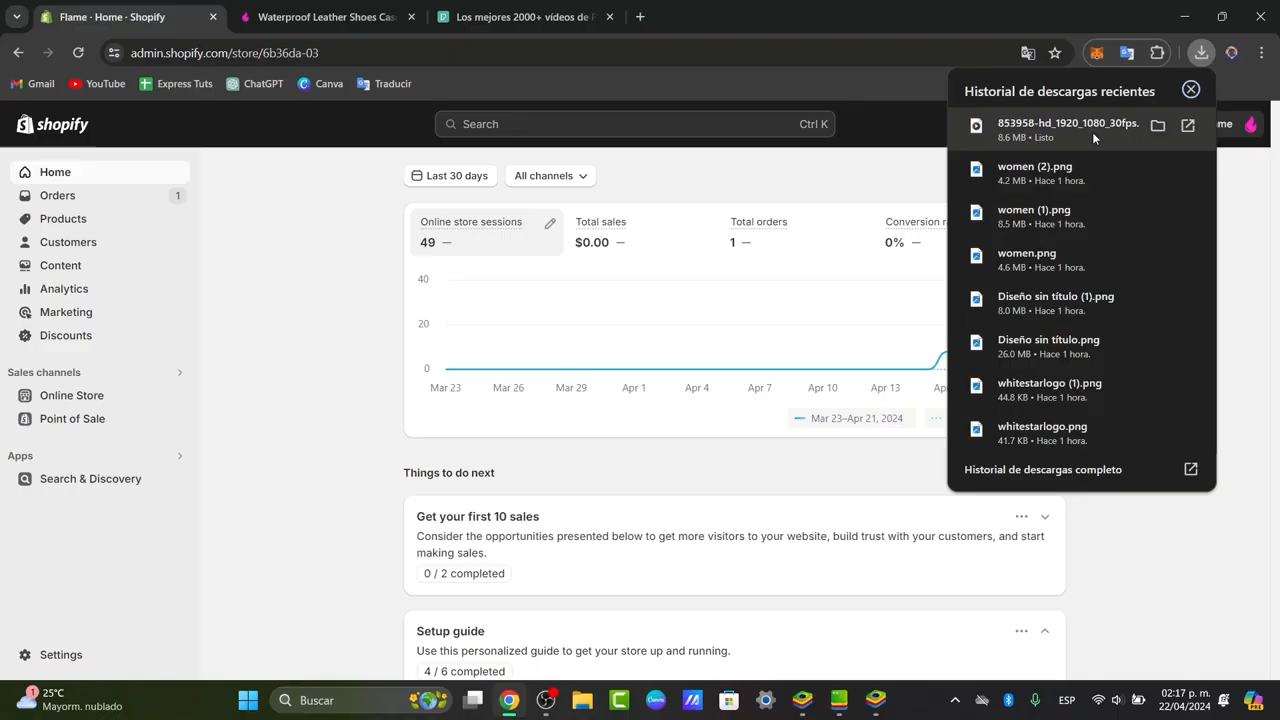 Flame · Home · Shopify
Waterproof Leather Shoes Cas
Los mejores 2000+ vídeos de F
admin.shopify.com/store/6b36da-03
Gmail
YouTube
Express Tuts
ChatGPT
Canva
Traducir
shopify
Search
Ctrl K
me
Home
Orders
1
Products
Customers
Content
Analytics
Marketing
Discounts
Sales channels
Online Store
Point of Sale
Apps
Search & Discovery
Settings
Last 30 days
All channels
Online store sessions
49 —
Total sales
$0.00 —
Total orders
1 —
Conversion r
0% —
40
20
0
Mar 23
Mar 26
Mar 29
Apr 1
Apr 4
Apr 7
Apr 10
Apr 13
Ap
Mar 23–Apr 21, 2024
Things to do next
Get your first 10 sales
Consider the opportunities presented below to get more visitors to your website, build trust with your customers, and start
making sales.
0 / 2 completed
Setup guide
Use this personalized guide to get your store up and running.
4 / 6 completed
Historial de descargas recientes
853958-hd_1920_1080_30fps.
8.6 MB • Listo
women (2).png
4.2 MB • Hace 1 hora.
women (1).png
8.5 MB • Hace 1 hora.
women.png
4.6 MB • Hace 1 hora.
Diseño sin título (1).png
8.0 MB • Hace 1 hora.
Diseño sin título.png
26.0 MB • Hace 1 hora.
whitestarlogo (1).png
44.8 KB • Hace 1 hora.
whitestarlogo.png
41.7 KB • Hace 1 hora.
Historial de descargas completo
1
25°C
Mayorm. nublado
Buscar
ESP
02:17 p. m.
22/04/2024